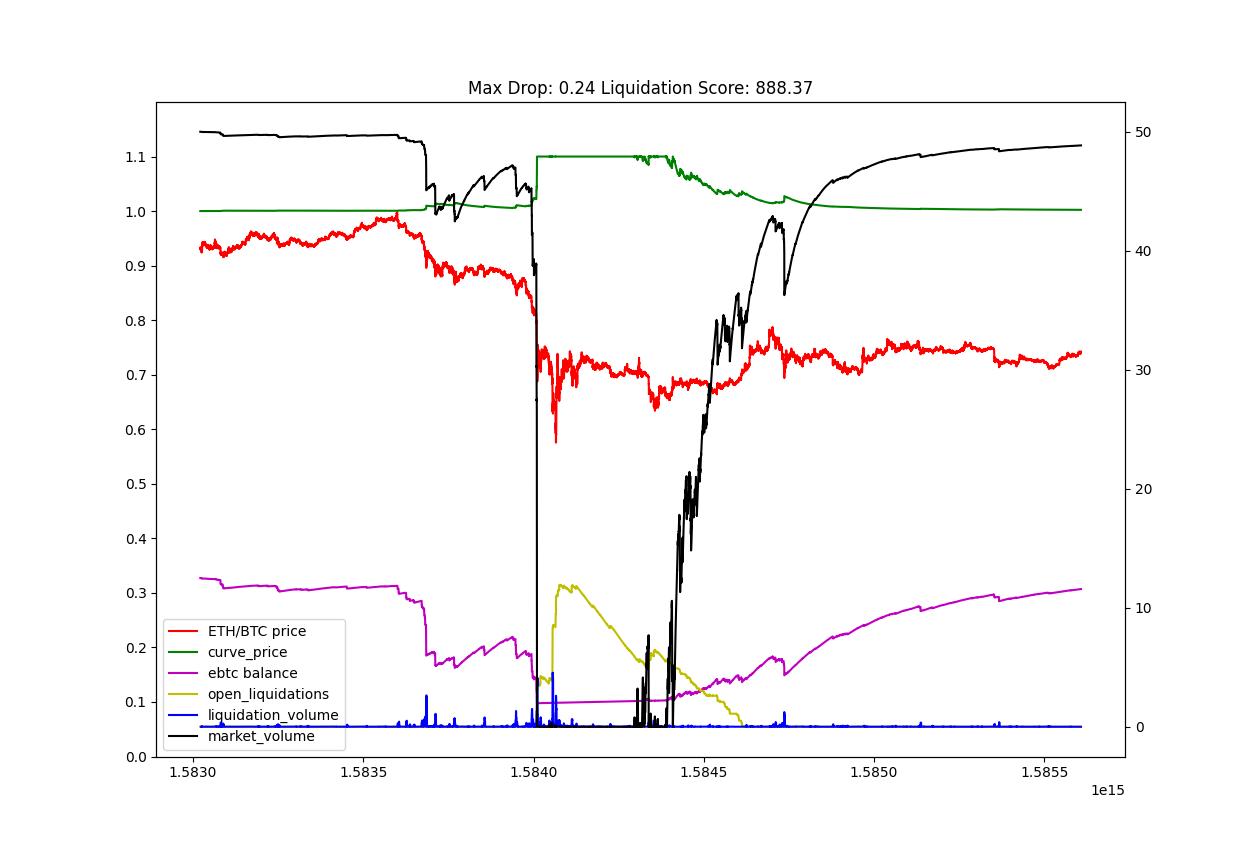 Max Drop: 0.24 Liquidation Score: 888.37
1.1
1.0
0.9
0.8
0.7
0.6
0.5
0.4
0.3
0.2
0.1
0.0
50
40
30
20
10
0
ETH/BTC price
curve_price
ebtc balance
open_liquidations
liquidation_volume
market_volume
1.5830 1.5835 1.5840 1.5845 1.5850 1.5855
1e15